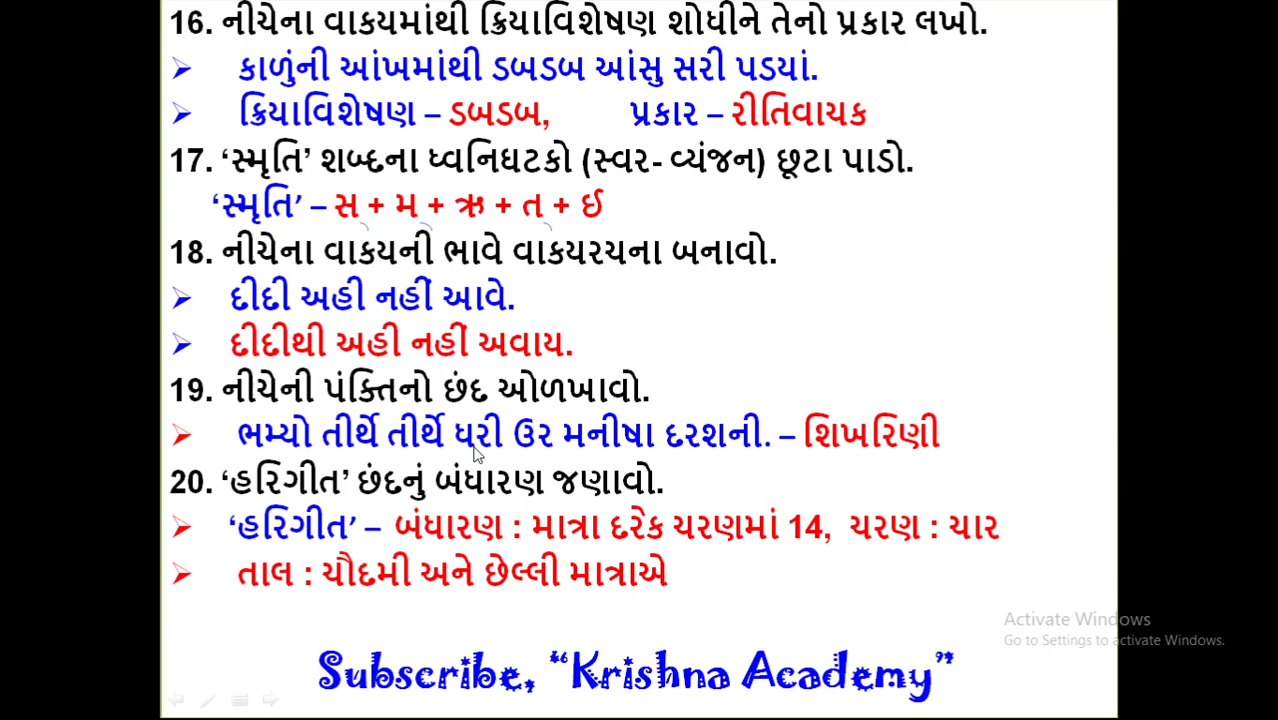 16. નીચેના વાકયમાંથી ક્રિયાવિશેષણ શોધીને તેનો પ્રકાર લખો.
➢ કાળુંની આંખમાંથી ડબડબ આંસુ સરી પડયાં.
➢ ક્રિયાવિશેષણ – ડબડબ, પ્રકાર – રીતિવાચક
17. ‘સ્મૃતિ’ શબ્દના ધ્વનિઘટકો (સ્વર- વ્યંજન) છૂટા પાડો.
‘સ્મૃતિ’ – સ્ + મ્ + ઋ + ત્ + ઈ
18. નીચેના વાકયની ભાવે વાકયરચના બનાવો.
➢ દીદી અહી નહીં આવે.
➢ દીદીથી અહી નહીં અવાય.
19. નીચેની પંક્તિનો છંદ ઓળખાવો.
➢ ભમ્યો તીર્થે તીર્થે ધરી ઉર મનીષા દરશની. – શિખરિણી
20. ‘હરિગીત’ છંદનું બંધારણ જણાવો.
➢ ‘હરિગીત’ – બંધારણ : માત્રા દરેક ચરણમાં 14, ચરણ : ચાર
➢ તાલ : ચૌદમી અને છેલ્લી માત્રાએ
Activate Windows
Go to Settings to activate Windows.
Subscribe, “Krishna Academy”